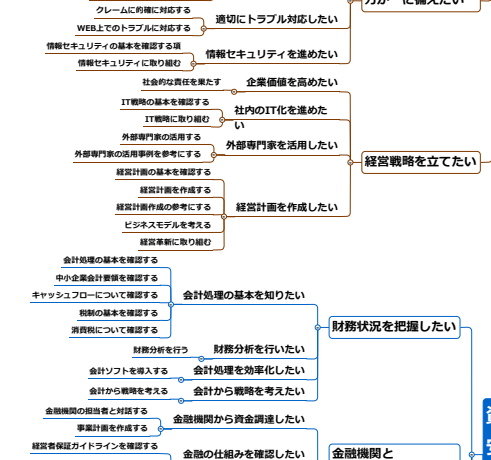 クレームに的確に対応する
適切にトラブル対応したい
WEB上でのトラブルに対応する
情報セキュリティの基本を確認する項
情報セキュリティを進めたい
情報セキュリティに取り組む
社会的な責任を果たす
企業価値を高めたい
IT戦略の基本を確認する
社内のIT化を進めた
い
IT戦略に取り組む
外部専門家の活用する
外部専門家を活用したい
外部専門家の活用事例を参考にする
経営戦略を立てたい
経営計画の基本を確認する
経営計画を作成する
経営計画作成の参考にする
経営計画を作成したい
ビジネスモデルを考える
経営革新に取り組む
会計処理の基本を確認する
中小企業会計要領を確認する
キャッシュフローについて確認する
会計処理の基本を知りたい
税制の基本を確認する
消費税について確認する
財務状況を把握したい
財務分析を行う
財務分析を行いたい
会計ソフトを導入する
会計処理を効率化したい
会計から戦略を考える
会計から戦略を考えたい
金融機関の担当者と対話する
金融機関から資金調達したい
事業計画を作成する
経営者保証ガイドラインを確認する
金融の仕組みを確認したい
金融機関と